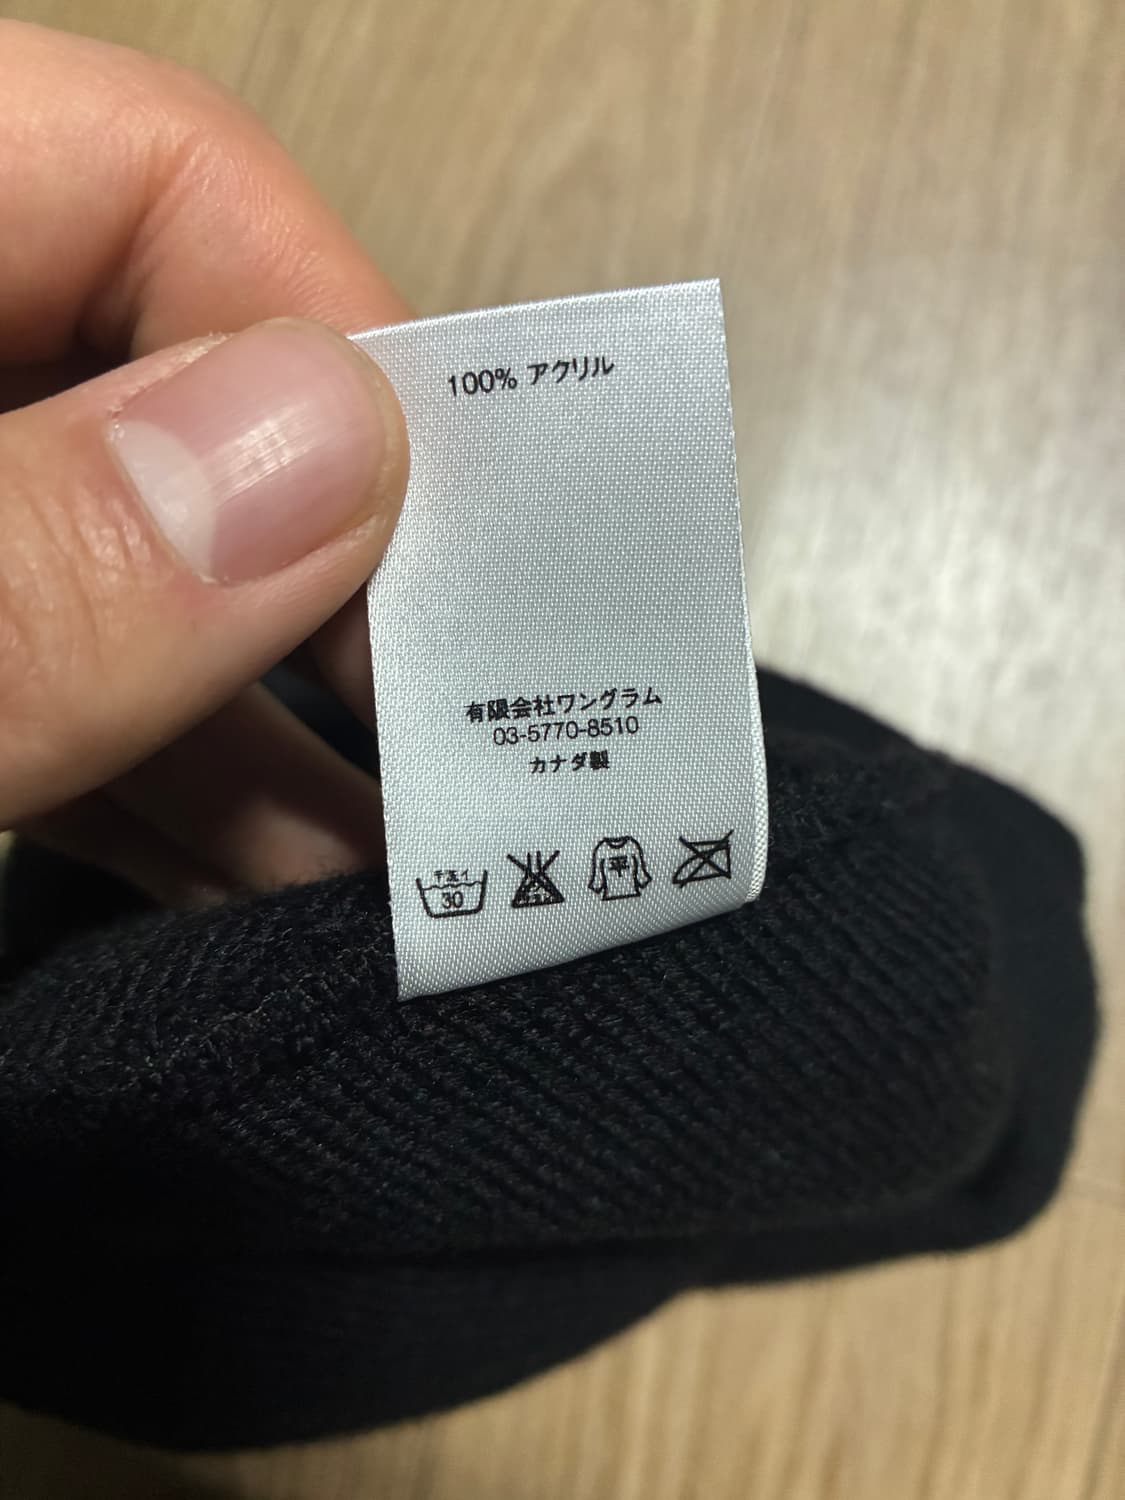 100% アクリル
有限会社ワングラム
03-5770-8510
カナダ製
手洗イ
30
平